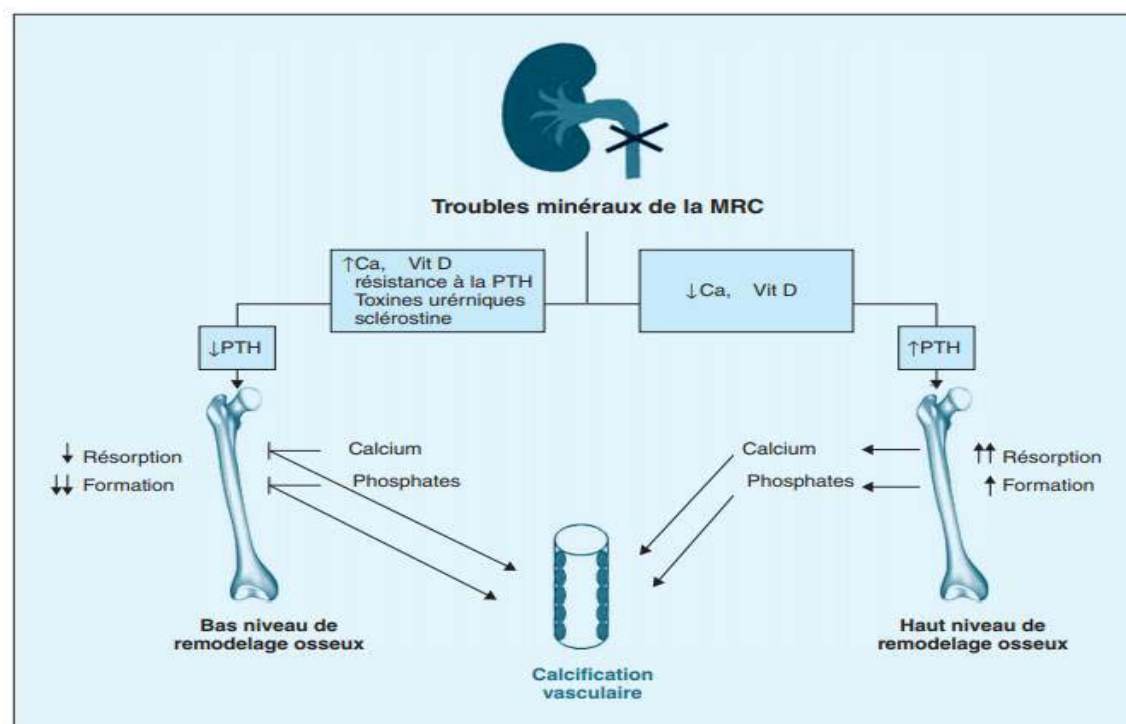 Troubles minéraux de la MRC
↑Ca, Vit D
résistance à la PTH
Toxines urérniques
sclérostine
↓Ca, Vit D
↓PTH
↑PTH
↓ Résorption
↓↓ Formation
Calcium
Phosphates
Calcium
Phosphates
↑↑ Résorption
↑ Formation
Bas niveau de
remodelage osseux
Haut niveau de
remodelage osseux
Calcification
vasculaire